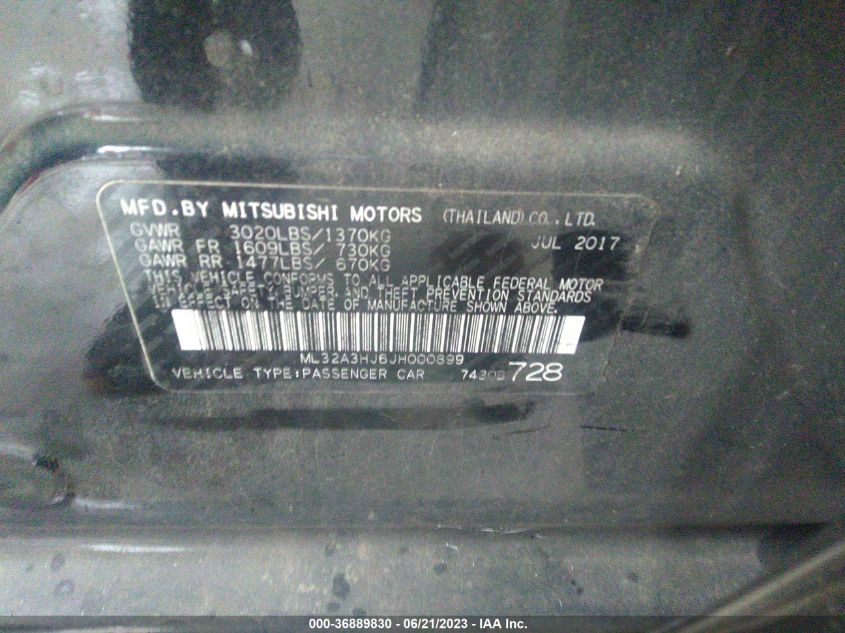 MFD.BY MITSUBISHI MOTORS (THAILAND)CO.,LTD.
GVWR 3020LBS/1370KG JUL 2017
GAWR FR 1609LBS/ 730KG
GAWR RR 1477LBS/ 670KG
THIS VEHICLE CONFORMS TO ALL APPLICABLE FEDERAL MOTOR
VEHICLE SAFETY,BUMPER AND THEFT PREVENTION STANDARDS
IN EFFECT ON THE DATE OF MANUFACTURE SHOWN ABOVE.
ML32A3HJ6JH000899
VEHICLE TYPE:PASSENGER CAR 728
000-36889830 - 06/21/2023 - IAA Inc.